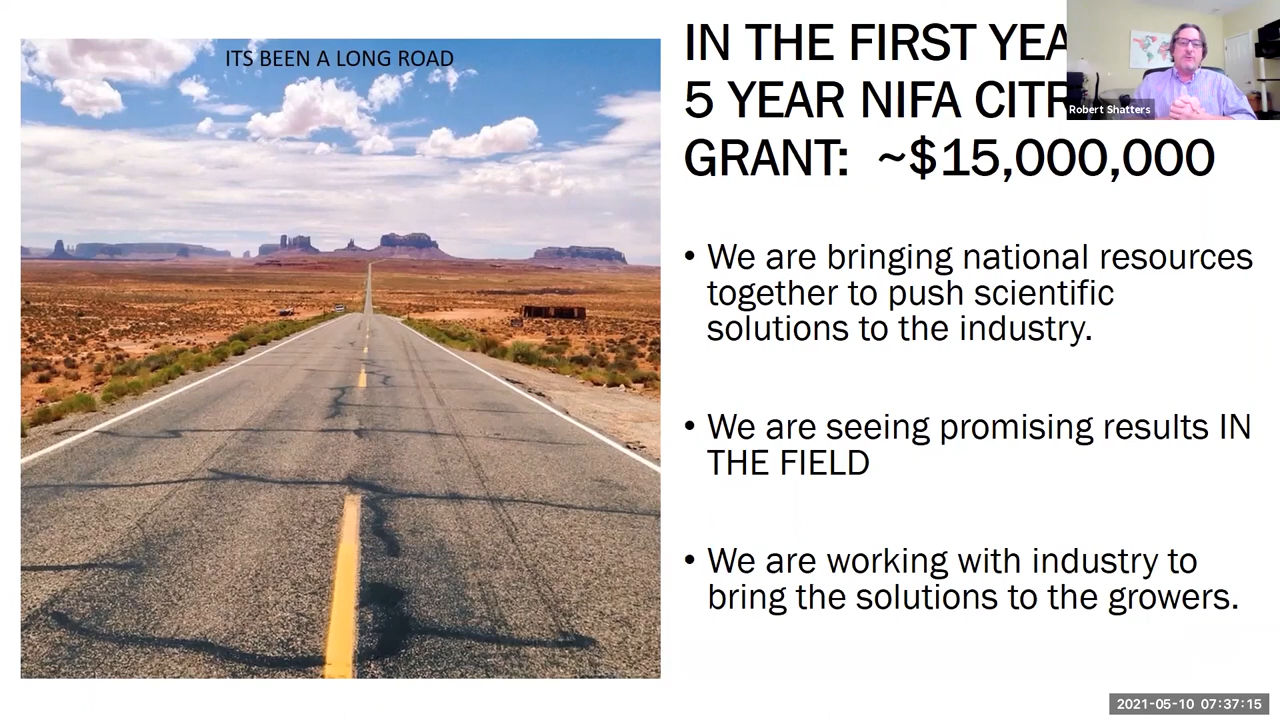 ITS BEEN A LONG ROAD
IN THE FIRST
5 YEAR NIFA
GRANT: ~$15,000,000
Robert Shatters
• We are bringing national resources
together to push scientific
solutions to the industry.
• We are seeing promising results IN
THE FIELD
• We are working with industry to
bring the solutions to the growers.
2021-05-10 07:37:15